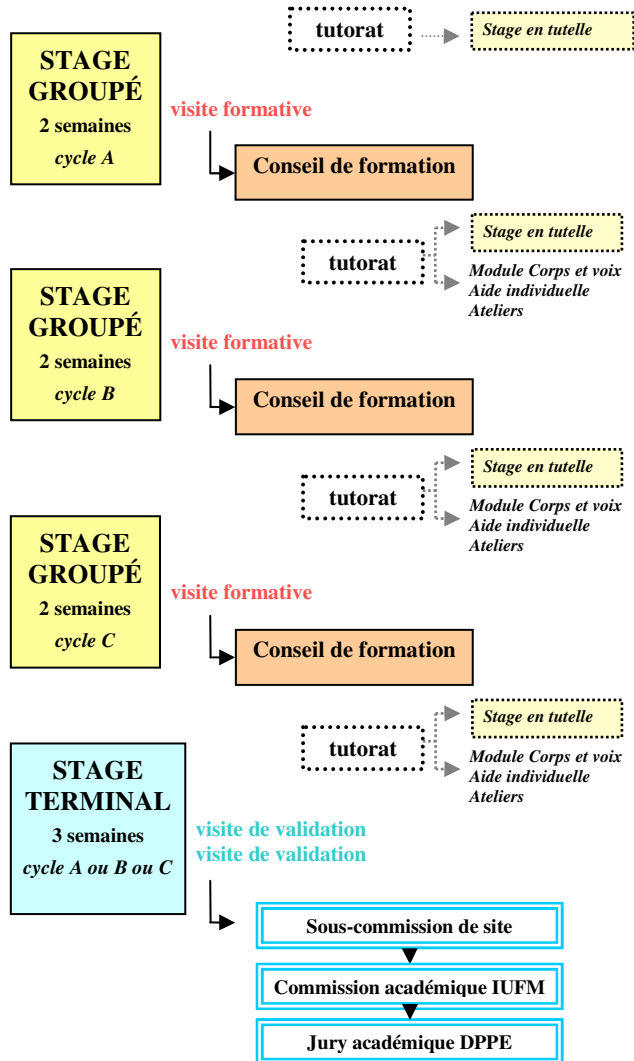 tutorat
Stage en tutelle
STAGE
GROUPÉ
2 semaines
cycle A
visite formative
Conseil de formation
tutorat
Stage en tutelle
Module Corps et voix
Aide individuelle
Ateliers
STAGE
GROUPÉ
2 semaines
cycle B
visite formative
Conseil de formation
tutorat
Stage en tutelle
Module Corps et voix
Aide individuelle
Ateliers
STAGE
GROUPÉ
2 semaines
cycle C
visite formative
Conseil de formation
tutorat
Stage en tutelle
Module Corps et voix
Aide individuelle
Ateliers
STAGE
TERMINAL
3 semaines
cycle A ou B ou C
visite de validation
visite de validation
Sous-commission de site
Commission académique IUFM
Jury académique DPPE